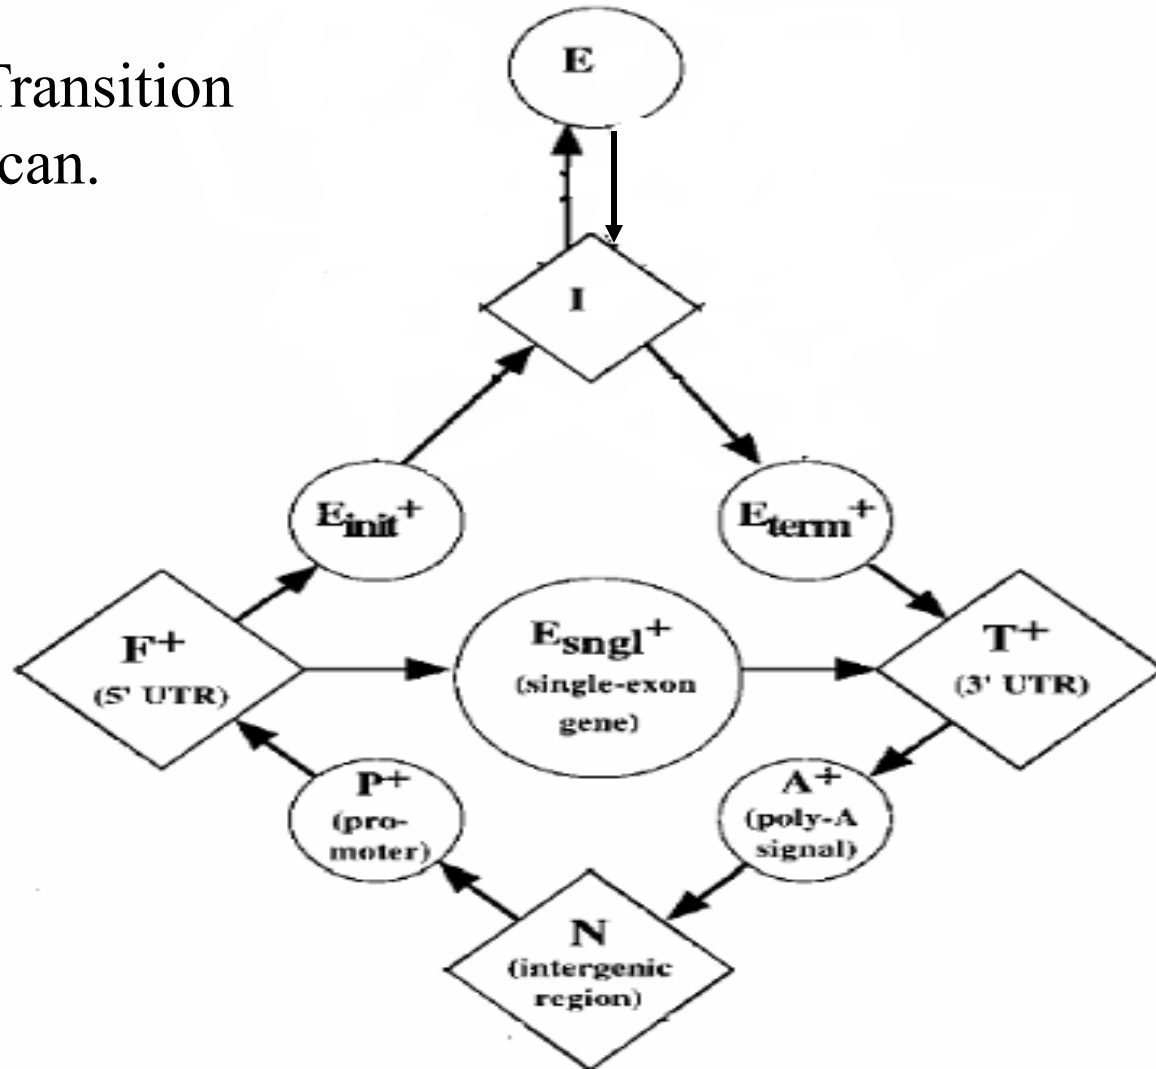 Transition
can.
E
I
Einit+
Eterm+
F+
(5' UTR)
Esngl+
(single-exon
gene)
T+
(3' UTR)
P+
(pro-
moter)
A+
(poly-A
signal)
N
(intergenic
region)